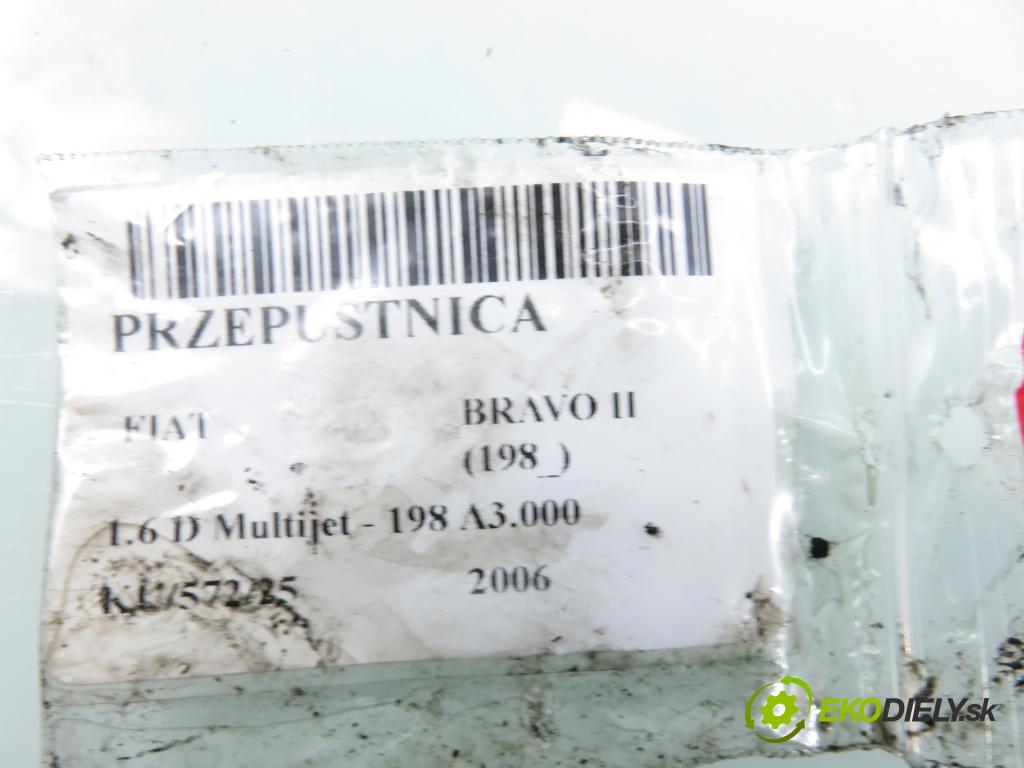 PRZEPUSTNICA
FIAT BRAVO II
(198_)
1.6 D Multijet - 198 A3.000
2006
EKODIELY.sk